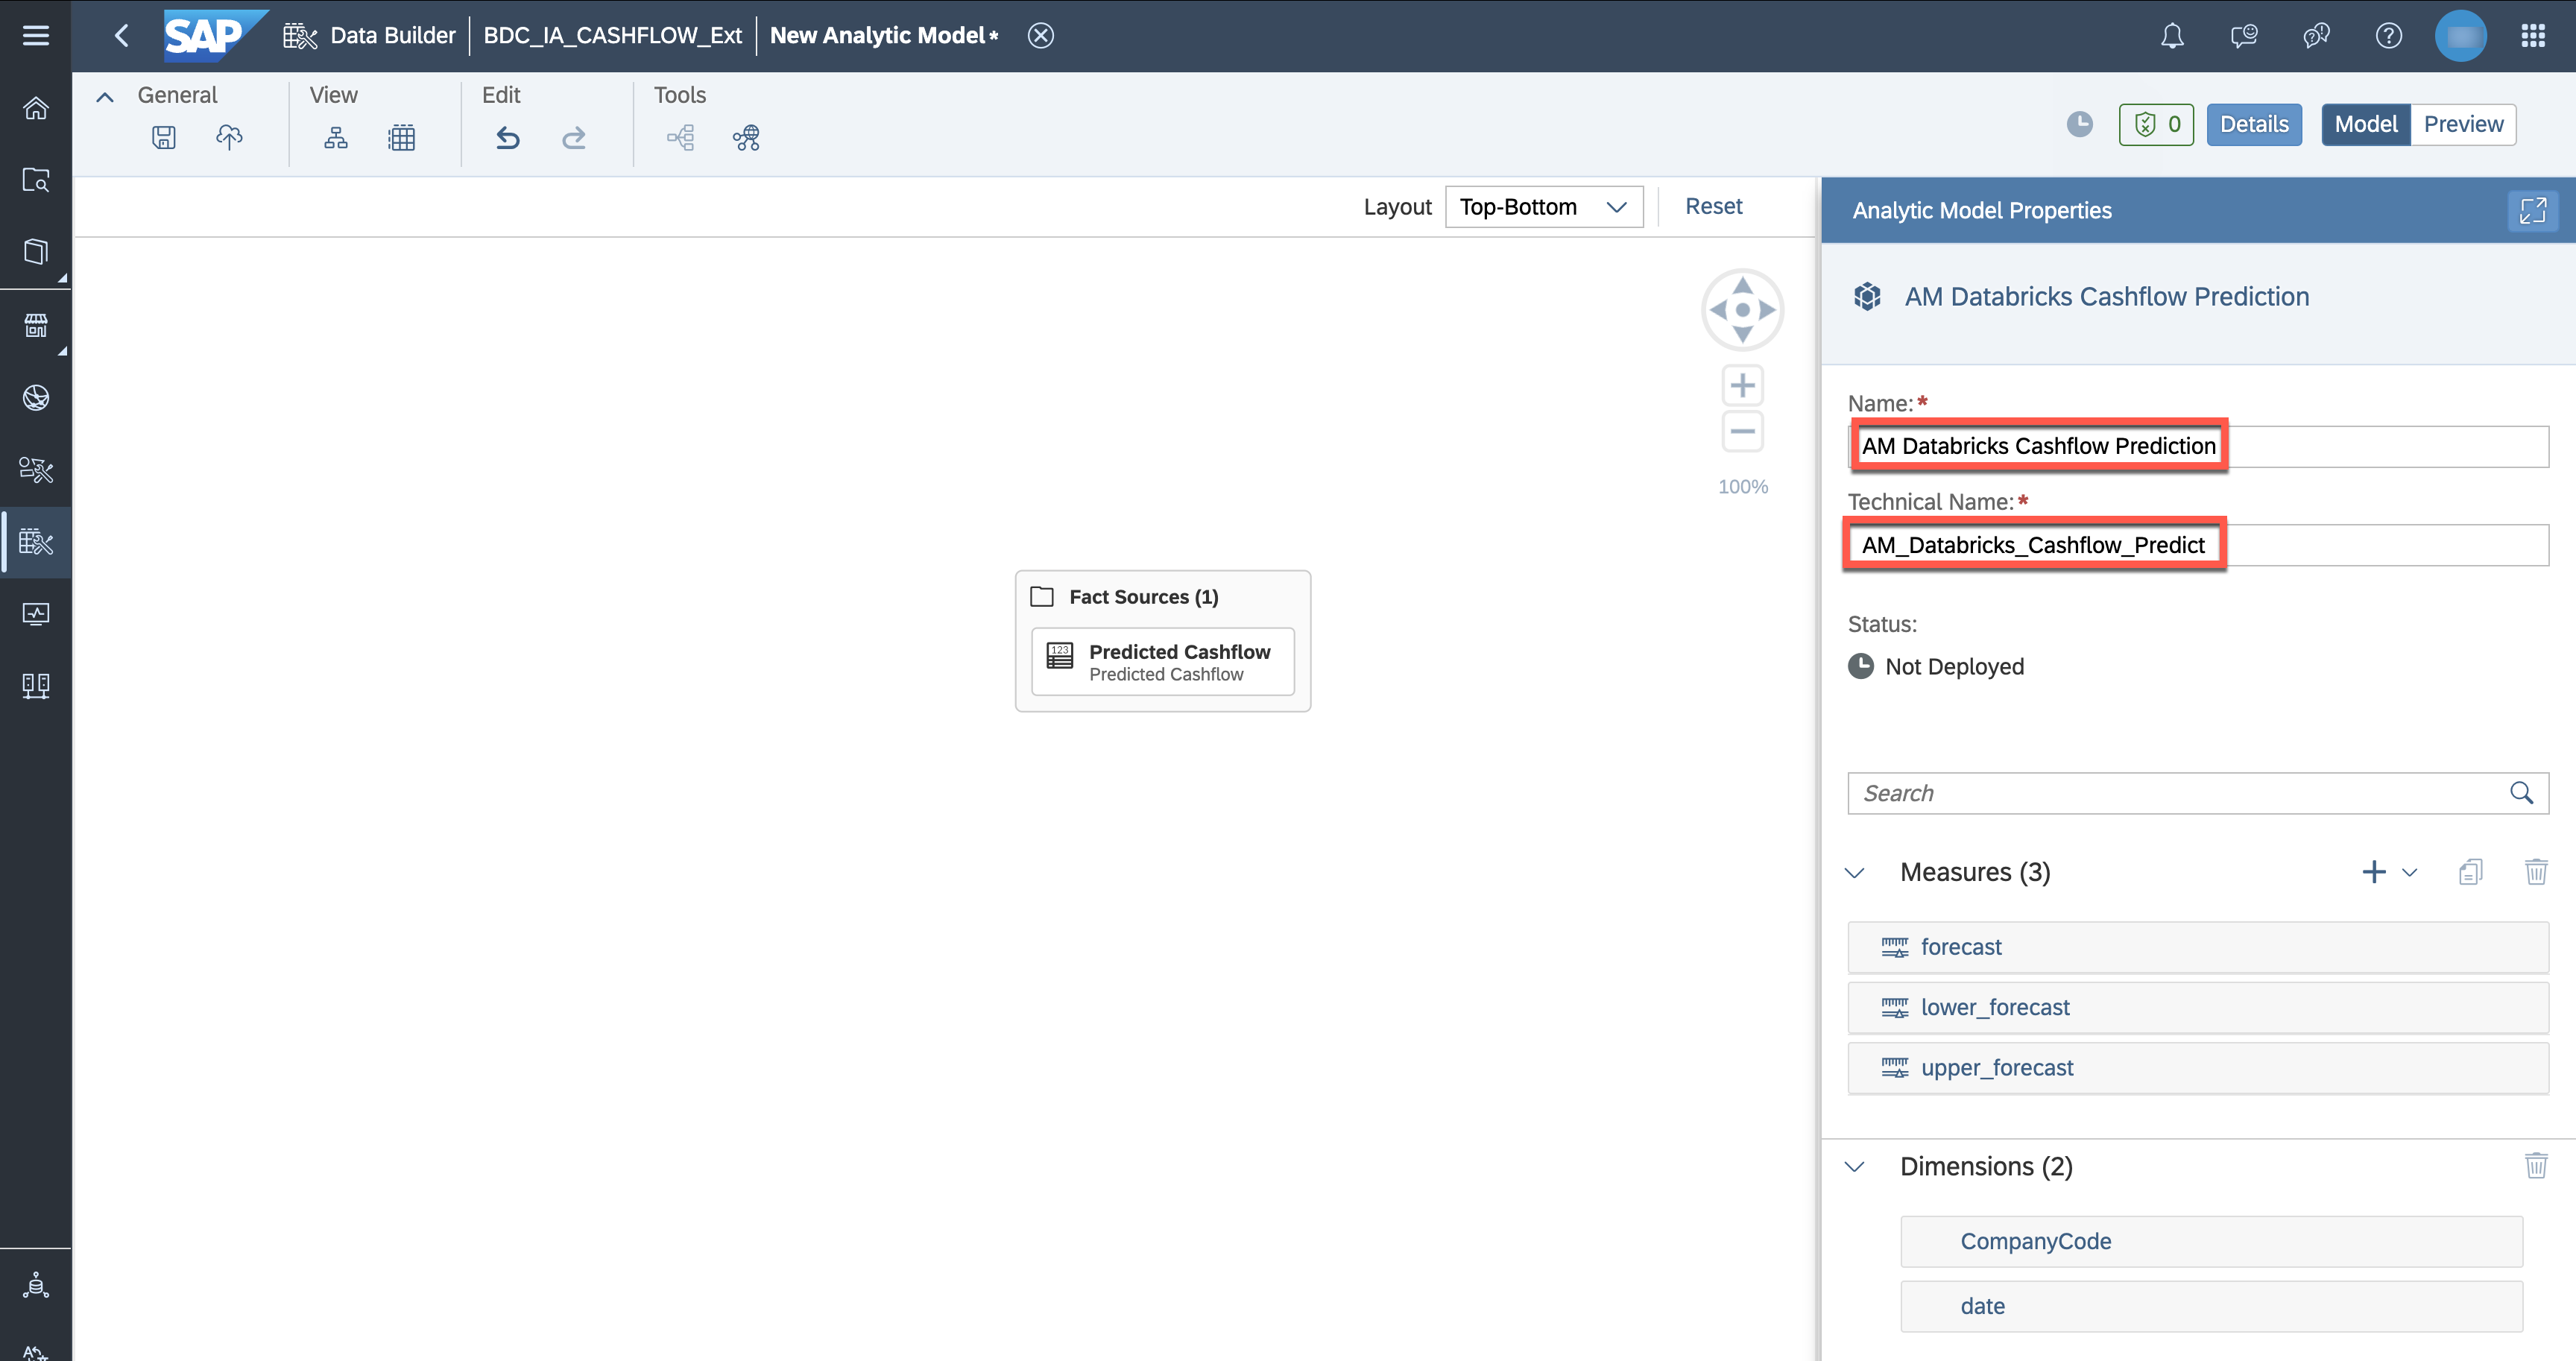 SAP
Data Builder
BDC_IA_CASHFLOW_Ext
New Analytic Model*
General
View
Edit
Tools
0
Details
Model
Preview
Layout
Top-Bottom
Reset
100%
Fact Sources (1)
123
Predicted Cashflow
Predicted Cashflow
Analytic Model Properties
AM Databricks Cashflow Prediction
Name:*
AM Databricks Cashflow Prediction
Technical Name:*
AM_Databricks_Cashflow_Predict
Status:
Not Deployed
Search
Measures (3)
forecast
lower_forecast
upper_forecast
Dimensions (2)
CompanyCode
date